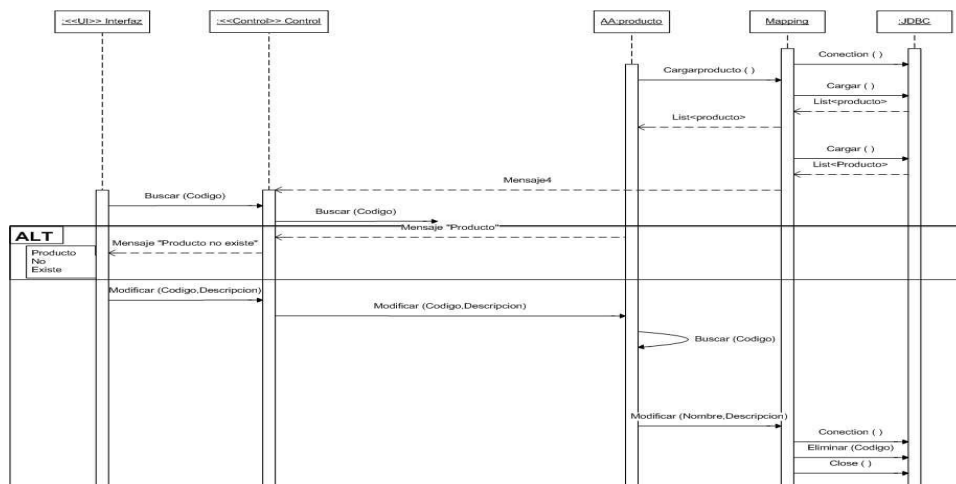 :<<UI>> Interfaz
:<<Control>> Control
AA:producto
Mapping
:JDBC
Conection ( )
Cargarproducto ( )
Cargar ( )
List<producto>
List<producto>
Cargar ( )
List<Producto>
Mensaje4
Buscar (Codigo)
Buscar (Codigo)
Mensaje "Producto"
ALT
Producto
No
Existe
Mensaje "Producto no existe"
Modificar (Codigo,Descripcion)
Modificar (Codigo,Descripcion)
Buscar (Codigo)
Modificar (Nombre,Descripcion)
Conection ( )
Eliminar (Codigo)
Close ( )